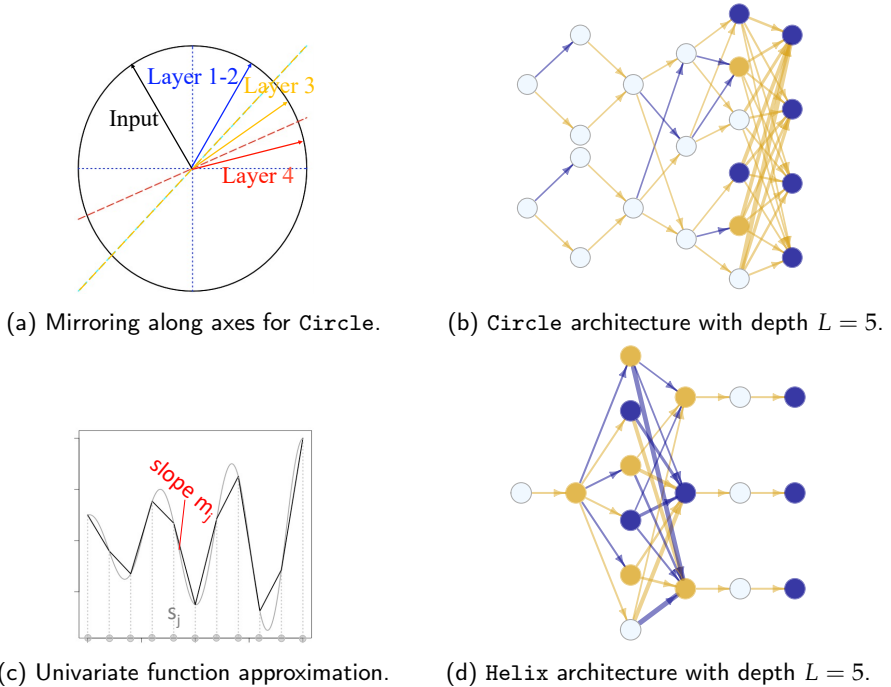 Layer 1-2
Layer 3
Input
Layer 4
(a) Mirroring along axes for Circle.
(b) Circle architecture with depth L = 5.
slope m_j
S_j
(c) Univariate function approximation.
(d) Helix architecture with depth L = 5.